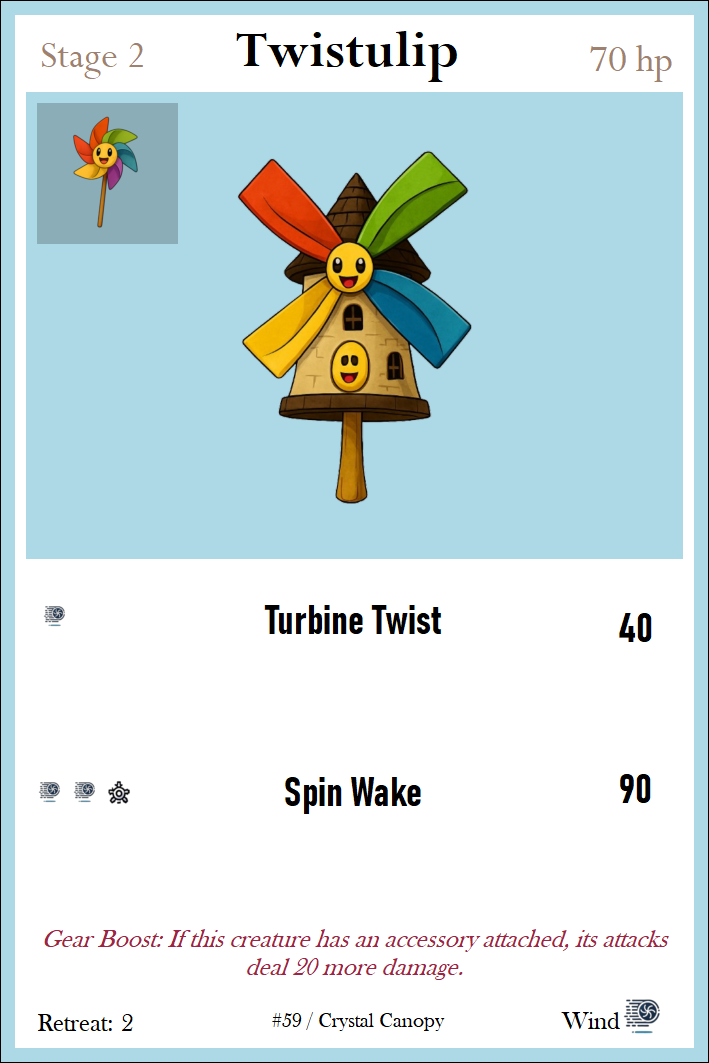 Stage 2
Twistulip
70 hp
Turbine Twist
40
Spin Wake
90
Gear Boost: If this creature has an accessory attached, its attacks
deal 20 more damage.
Retreat: 2
#59 / Crystal Canopy
Wind